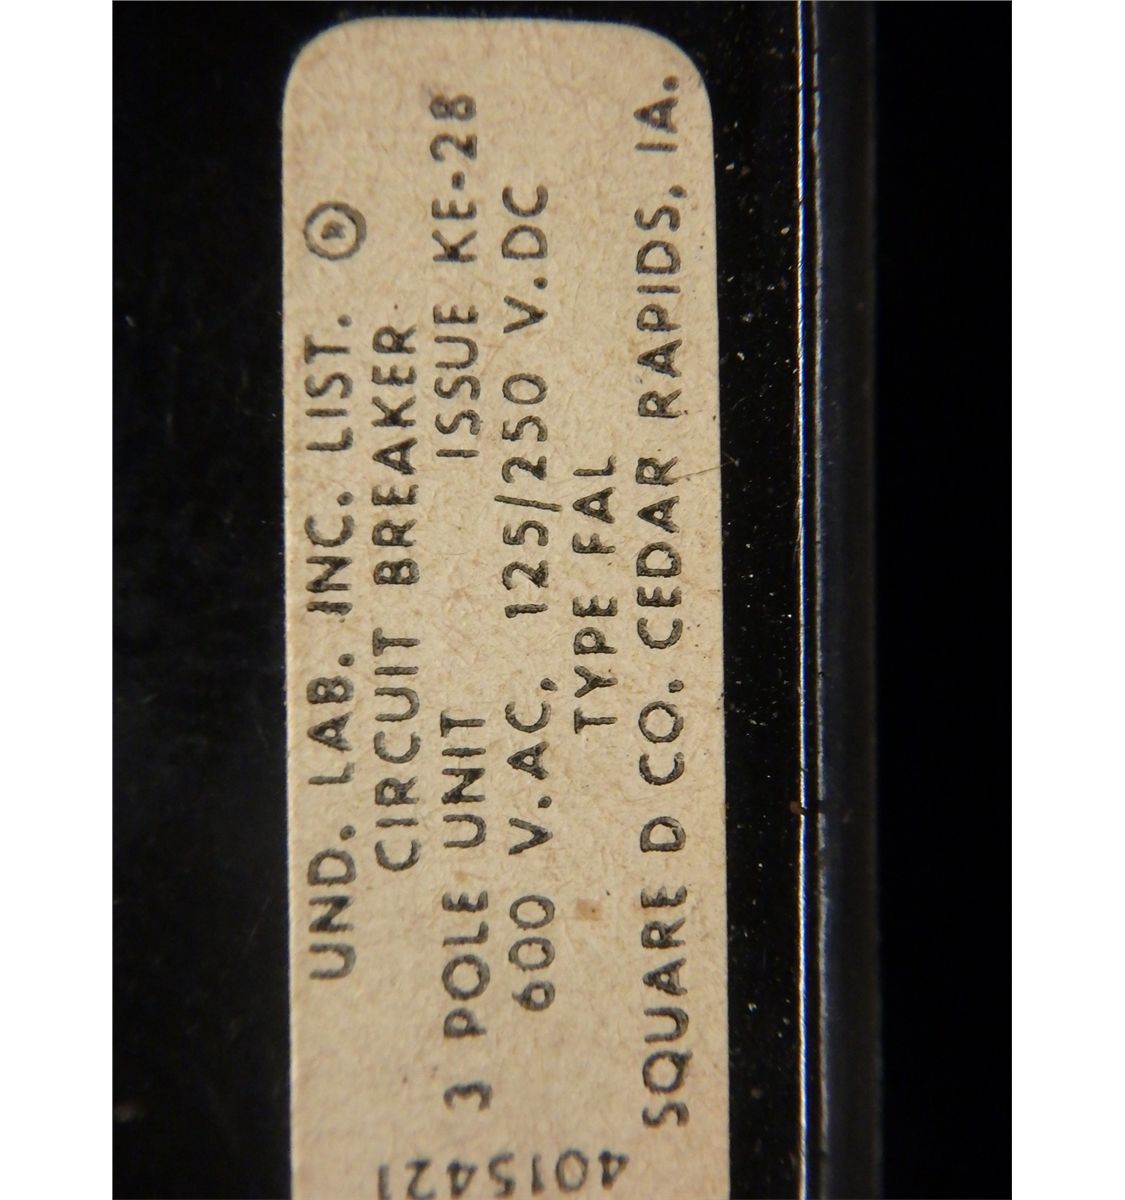 UND. LAB. INC. LIST. ®
CIRCUIT BREAKER
3 POLE UNIT ISSUE KE-28
600 V.AC, 125/250 V.DC
TYPE FAL
SQUARE D CO. CEDAR RAPIDS, IA.
4015421